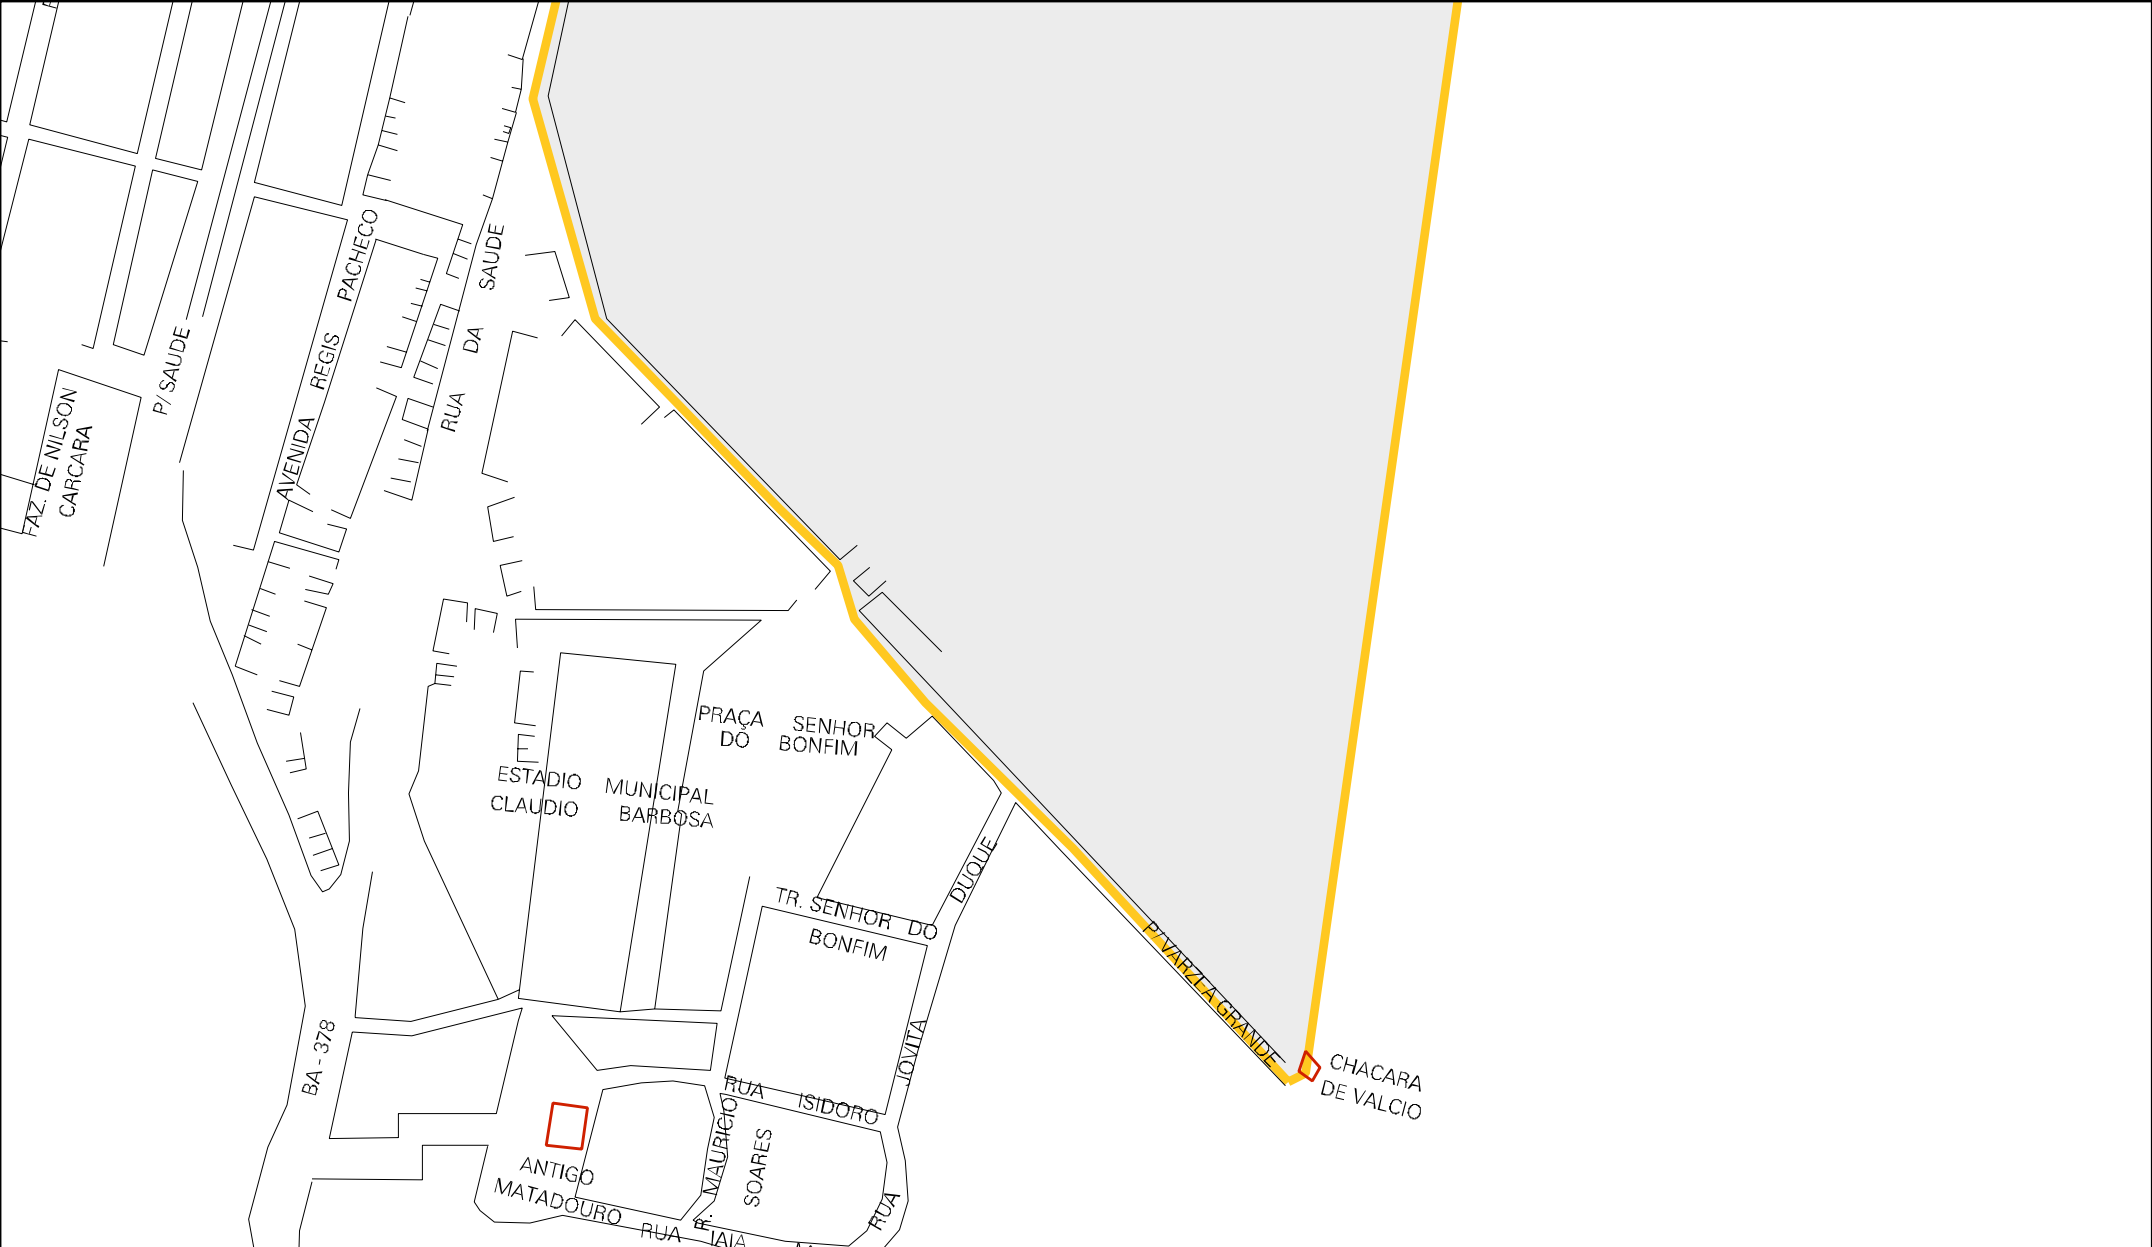 AVENIDA REGIS PACHECO
RUA DA SAUDE
P/ SAUDE
FAZ. DE NILSON
CARCARA
PRAÇA SENHOR
DO BONFIM
ESTADIO MUNICIPAL
CLAUDIO BARBOSA
TR. SENHOR DO
BONFIM
RUA JOVITA DUQUE
P/ VARZEA GRANDE
BA - 378
CHACARA
DE VALCIO
RUA ISIDORO
R. MAURICIO
SOARES
ANTIGO
MATADOURO
RUA IAIA